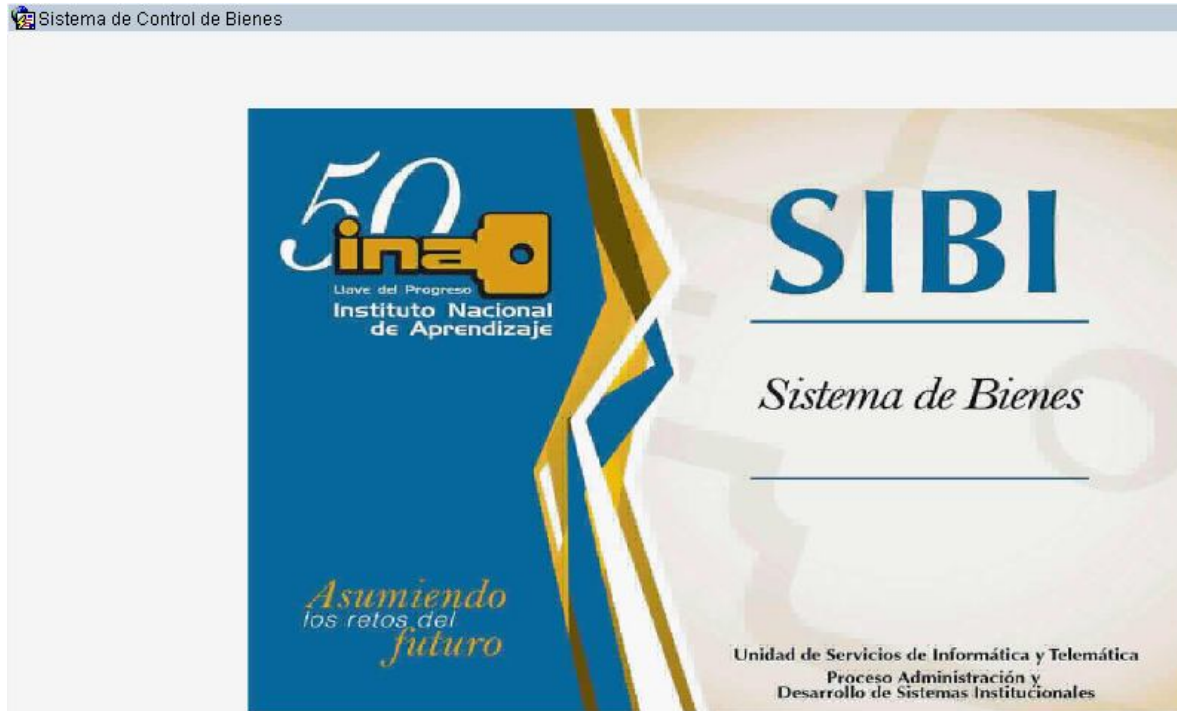 Sistema de Control de Bienes
50
ina
Llave del Progreso
Instituto Nacional
de Aprendizaje
SIBI
Sistema de Bienes
Asumiendo
los retos del
futuro
Unidad de Servicios de Informática y Telemática
Proceso Administración y
Desarrollo de Sistemas Institucionales